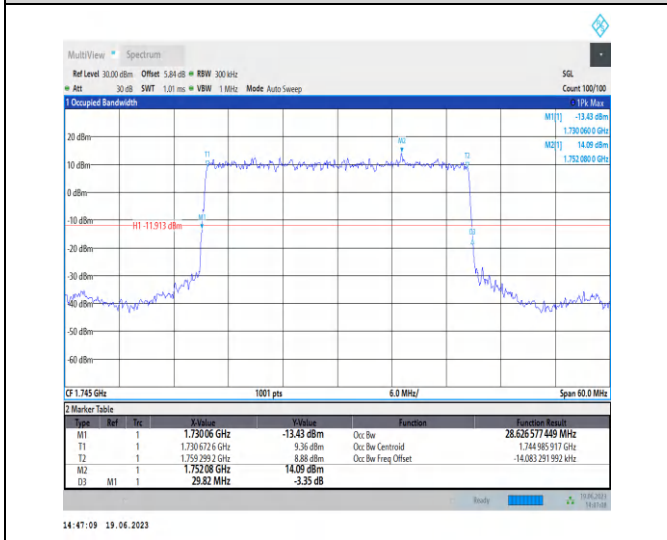 MultiView Spectrum
Ref Level 30.00 dBm Offset 5.84 dB RBW 300 kHz SGL
Att 30 dB SWT 1.01 ms VBW 1 MHz Mode Auto Sweep Count 100/100
1 Occupied Bandwidth 1Pk Max
M1[1] -13.43 dBm
1.730 060 0 GHz
M2[1] 14.09 dBm
1.752 080 0 GHz
20 dBm
M2
T1
T2
10 dBm
0 dBm
-10 dBm
M1
H1 -11.913 dBm
D3
-20 dBm
-30 dBm
-40 dBm
-50 dBm
-60 dBm
CF 1.745 GHz 1001 pts 6.0 MHz/ Span 60.0 MHz
2 Marker Table
Type Ref Trc X-Value Y-Value Function Function Result
M1 1 1.730 06 GHz -13.43 dBm Occ Bw 28.626 577 449 MHz
T1 1 1.730 672 6 GHz 9.36 dBm Occ Bw Centroid 1.744 985 917 GHz
T2 1 1.759 299 2 GHz 8.88 dBm Occ Bw Freq Offset -14.083 291 992 kHz
M2 1 1.752 08 GHz 14.09 dBm
D3 M1 1 29.82 MHz -3.35 dB
Ready 19.06.2023
14:47:09 19.06.2023